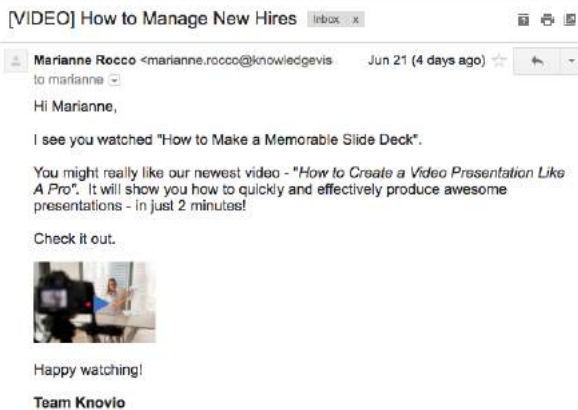 [VIDEO] How to Manage New Hires Inbox x
Marianne Rocco <marianne.rocco@knowledgevis Jun 21 (4 days ago)
to marianne
Hi Marianne,
I see you watched "How to Make a Memorable Slide Deck".
You might really like our newest video - "How to Create a Video Presentation Like
A Pro". It will show you how to quickly and effectively produce awesome
presentations - in just 2 minutes!
Check it out.
Happy watching!
Team Knovio